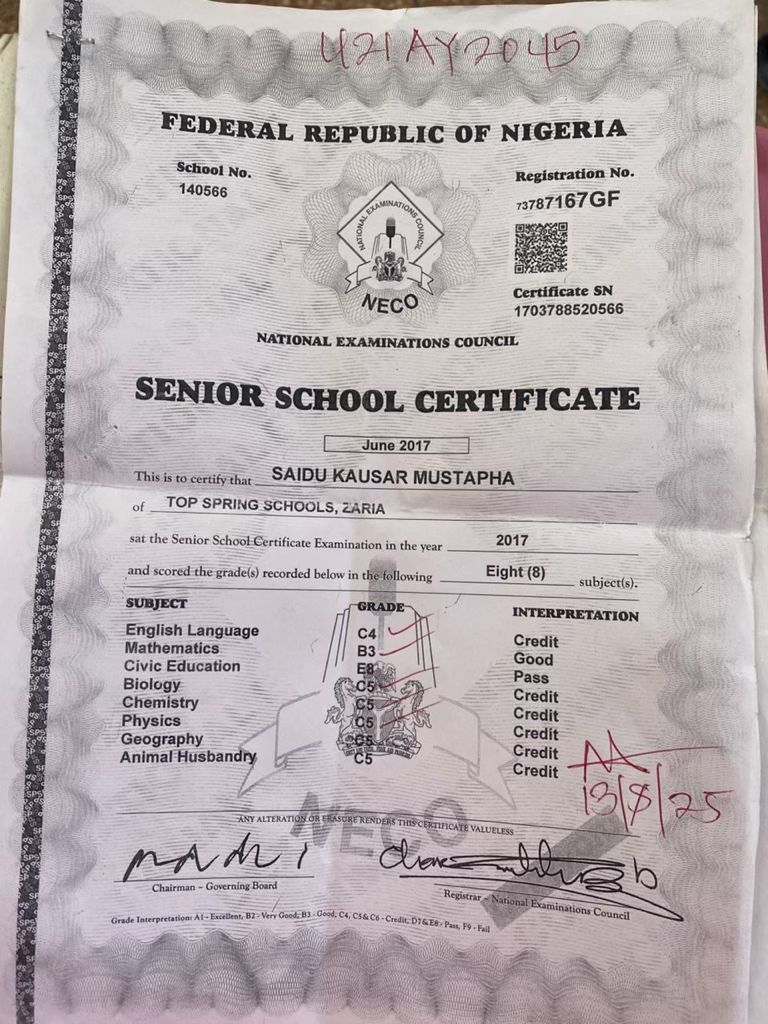 U21AY2045
FEDERAL REPUBLIC OF NIGERIA
School No.
140566
Registration No.
73787167GF
NATIONAL EXAMINATIONS COUNCIL
NECO
Certificate SN
1703788520566
NATIONAL EXAMINATIONS COUNCIL
SENIOR SCHOOL CERTIFICATE
June 2017
This is to certify that SAIDU KAUSAR MUSTAPHA
of TOP SPRING SCHOOLS, ZARIA
sat the Senior School Certificate Examination in the year 2017
and scored the grade(s) recorded below in the following Eight (8) subject(s).
SUBJECT GRADE INTERPRETATION
English Language C4 Credit
Mathematics B3 Good
Civic Education E8 Pass
Biology C5 Credit
Chemistry C5 Credit
Physics C5 Credit
Geography C5 Credit
Animal Husbandry C5 Credit
13/8/25
ANY ALTERATION OR ERASURE RENDERS THIS CERTIFICATE VALUELESS
NECO
Chairman - Governing Board
Registrar - National Examinations Council
Grade Interpretation: A1 - Excellent, B2 - Very Good, B3 - Good, C4, C5 & C6 - Credit, D7 & E8 - Pass, F9 - Fail